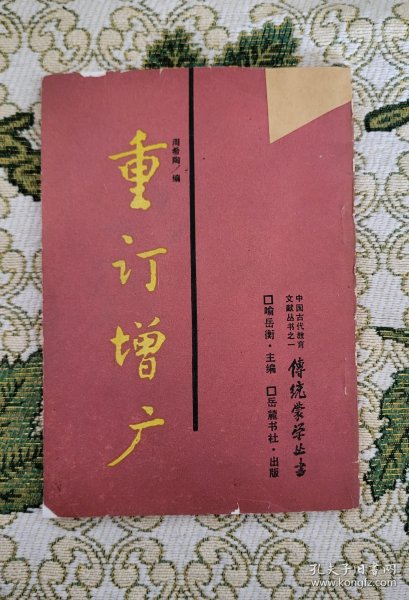 中国古代教育
文献丛书之一
傳統蒙学丛书
□喻岳衡·主编
□岳麓书社·出版
周希陶/编
重订增广
孔夫子旧书网
www.kongfz.com